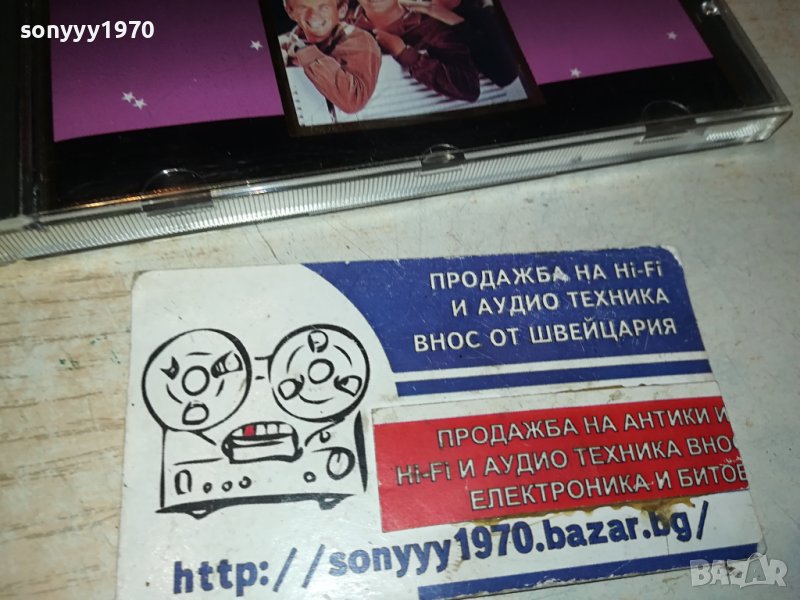 sonyyy1970
ПРОДАЖБА НА Hi-Fi
И АУДИО ТЕХНИКА
ВНОС ОТ ШВЕЙЦАРИЯ
ПРОДАЖБА НА АНТИКИ И
Hi-Fi И АУДИО ТЕХНИКА ВНОС
ЕЛЕКТРОНИКА И БИТОВ
http://sonyyy1970.bazar.bg/
BAZAR